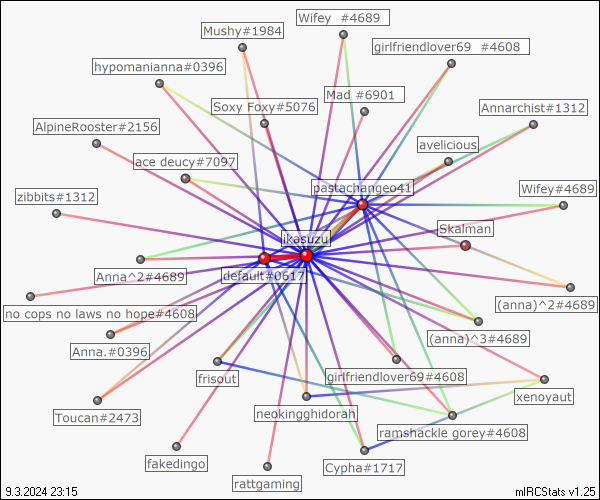 Wifey  #4689
Mushy#1984
girlfriendlover69  #4608
hypomanianna#0396
Mad #6901
Soxy Foxy#5076
Annarchist#1312
AlpineRooster#2156
avelicious
ace deucy#7097
pastachangeo41
zibbits#1312
Wifey#4689
Skalman
ikasuzu
Anna^2#4689
default#0617
(anna)^2#4689
no cops no laws no hope#4608
(anna)^3#4689
Anna.#0396
frisout
girlfriendlover69#4608
xenoyaut
Toucan#2473
neokingghidorah
ramshackle gorey#4608
fakedingo
Cypha#1717
rattgaming
9.3.2024 23:15
mIRCStats v1.25